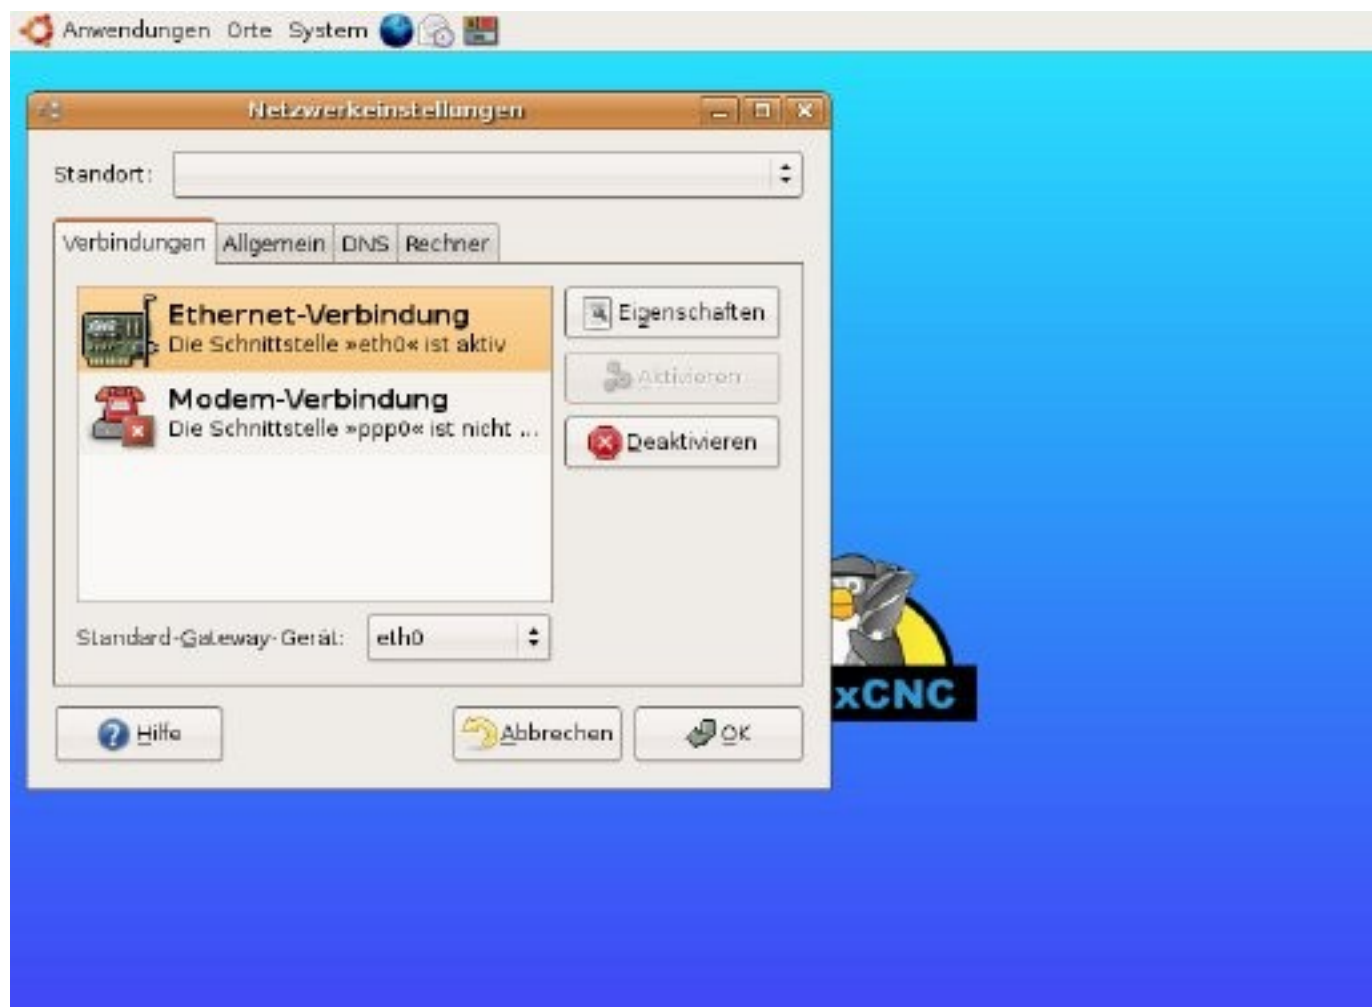 Anwendungen Orte System
Netzwerkeinstellungen
Standort:
Verbindungen Allgemein DNS Rechner
Ethernet-Verbindung
Die Schnittstelle »eth0« ist aktiv
Modem-Verbindung
Die Schnittstelle »ppp0« ist nicht ...
Eigenschaften
Aktivieren
Deaktivieren
Standard-Gateway-Gerät: eth0
Hilfe Abbrechen OK
xCNC